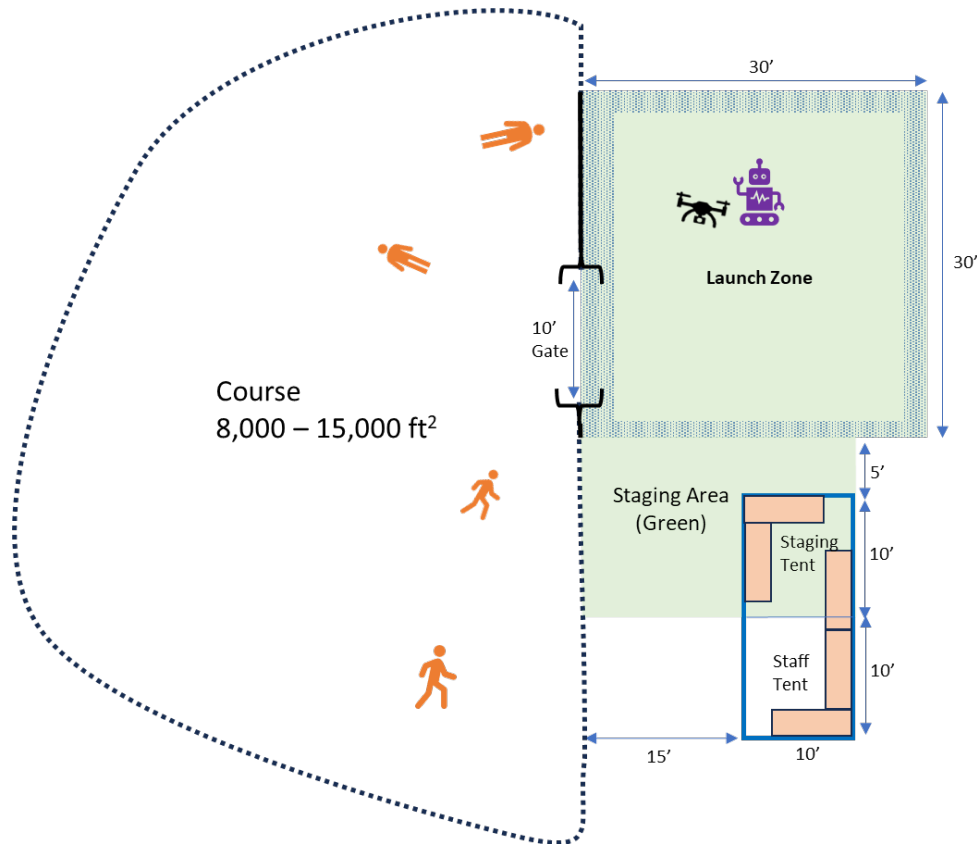 30’
30’
Launch Zone
10’
Gate
Course
8,000 – 15,000 ft²
5’
Staging Area
(Green)
Staging
Tent
10’
Staff
Tent
10’
15’
10’